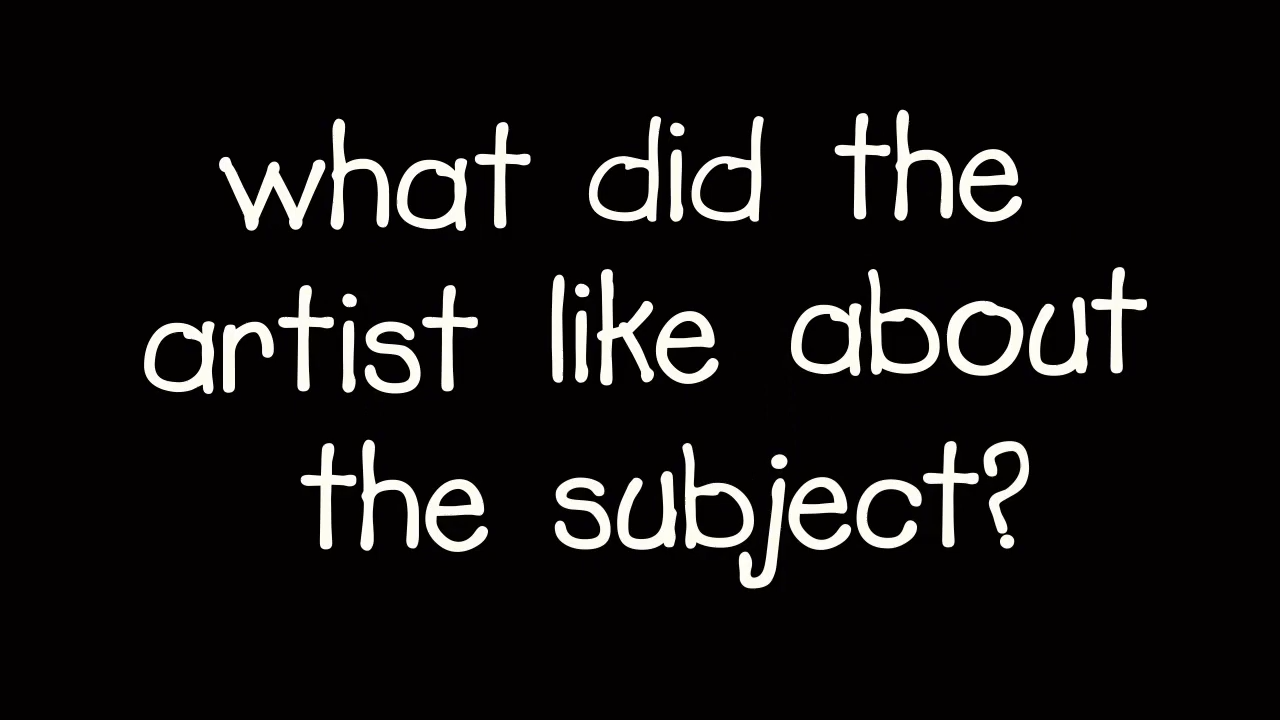 what did the
artist like about
the subject?